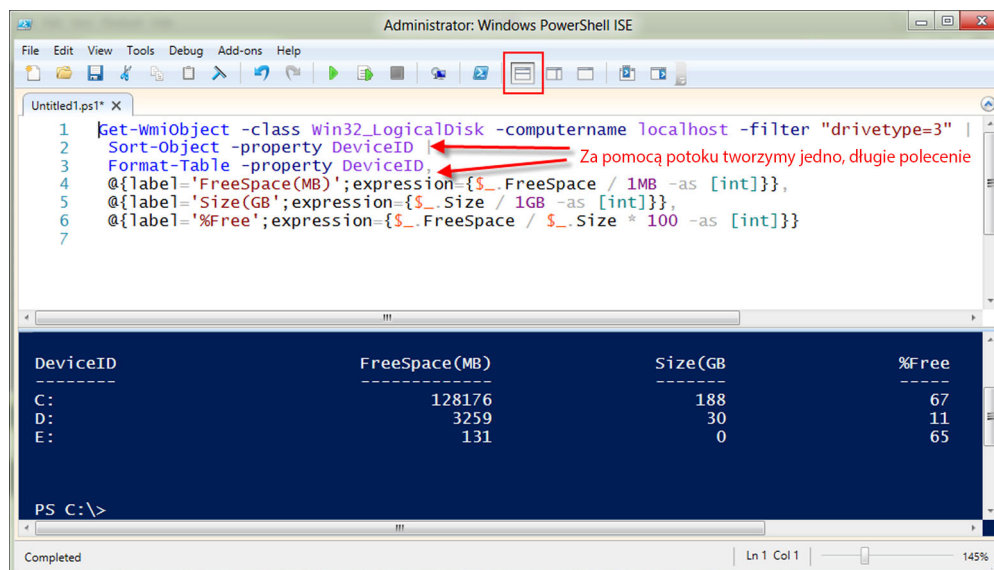 Administrator: Windows PowerShell ISE
File Edit View Tools Debug Add-ons Help
Untitled1.ps1* X
1 Get-WmiObject -class Win32_LogicalDisk -computername localhost -filter "drivetype=3" |
2 Sort-Object -property DeviceID |
Za pomocą potoku tworzymy jedno, długie polecenie
3 Format-Table -property DeviceID,
4 @{label='FreeSpace(MB)';expression={$_.FreeSpace / 1MB -as [int]}},
5 @{label='Size(GB';expression={$_.Size / 1GB -as [int]}},
6 @{label='%Free';expression={$_.FreeSpace / $_.Size * 100 -as [int]}}
7
DeviceID FreeSpace(MB) Size(GB %Free
-------- ------------- ------- -----
C: 128176 188 67
D: 3259 30 11
E: 131 0 65
PS C:\>
Completed Ln 1 Col 1 145%